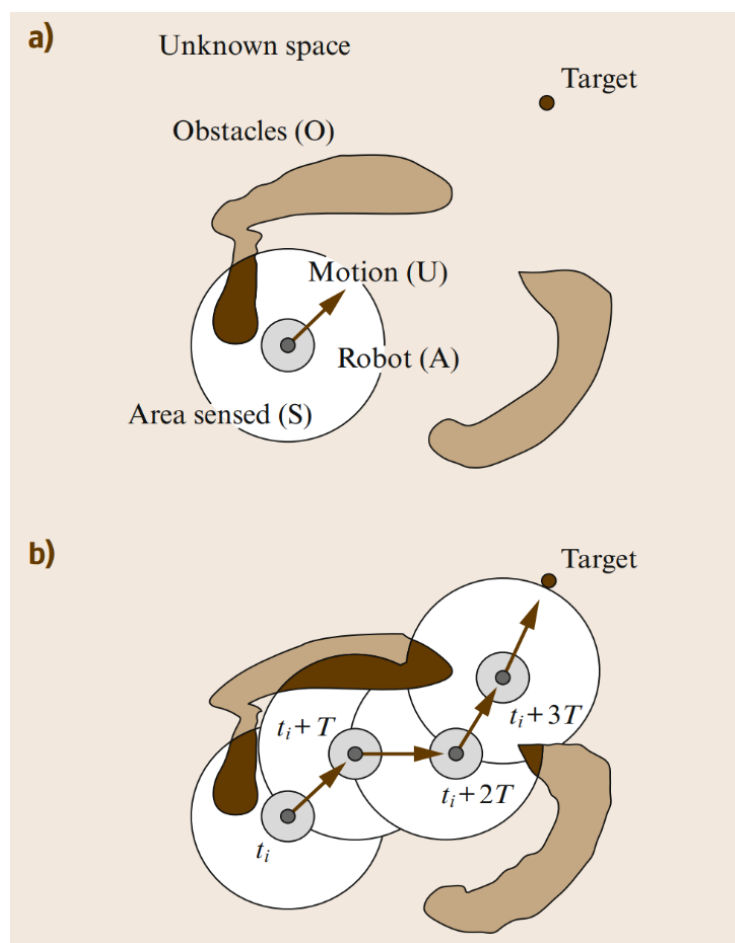 a)
Unknown space
Target
Obstacles (O)
Motion (U)
Robot (A)
Area sensed (S)
b)
Target
t_i + T
t_i + 3T
t_i + 2T
t_i